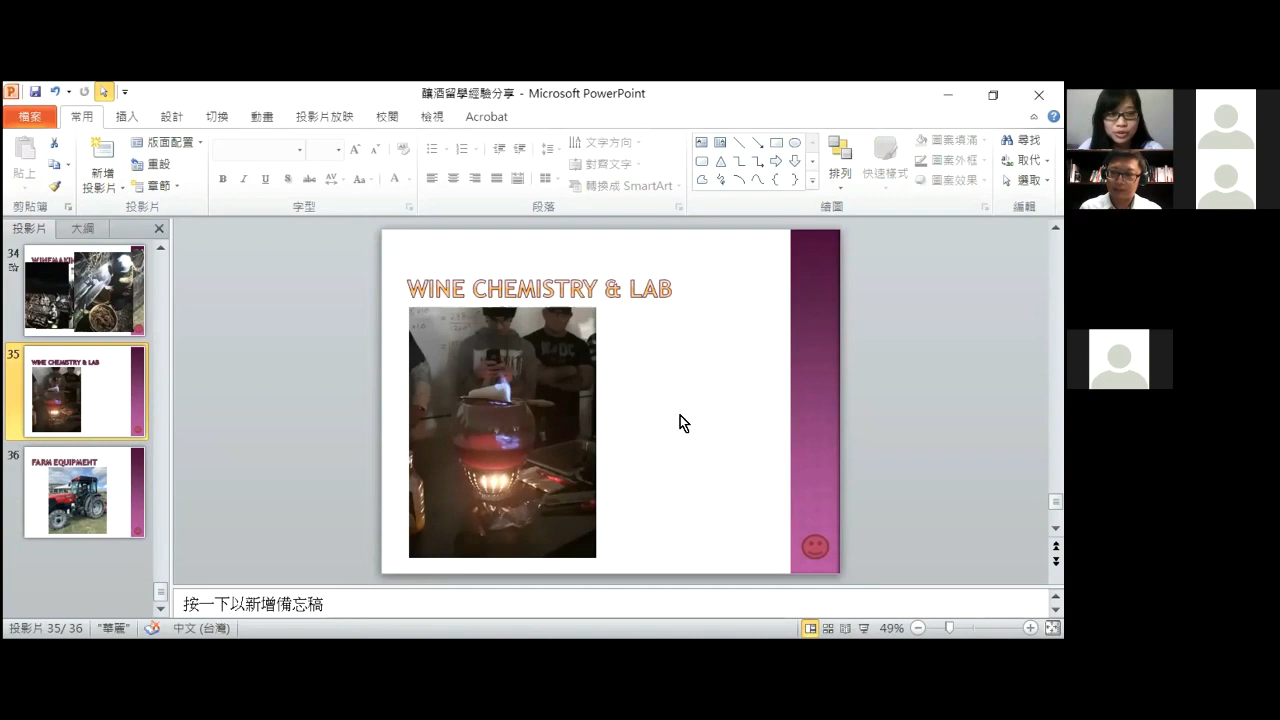 釀酒留學經驗分享 - Microsoft PowerPoint
檔案 常用 插入 設計 切換 動畫 投影片放映 校閱 檢視 Acrobat
貼上
新增
投影片
版面配置
重設
章節
文字方向
對齊文字
轉換成 SmartArt
排列
快速樣式
圖案填滿
圖案外框
圖案效果
尋找
取代
選取
剪貼簿 投影片 字型 段落 繪圖 編輯
投影片 大綱
34
WINEMAKIN
35
WINE CHEMISTRY & LAB
36
FARM EQUIPMENT
WINE CHEMISTRY & LAB
按一下以新增備忘稿
投影片 35/ 36 "華麗" 中文 (台灣) 49%